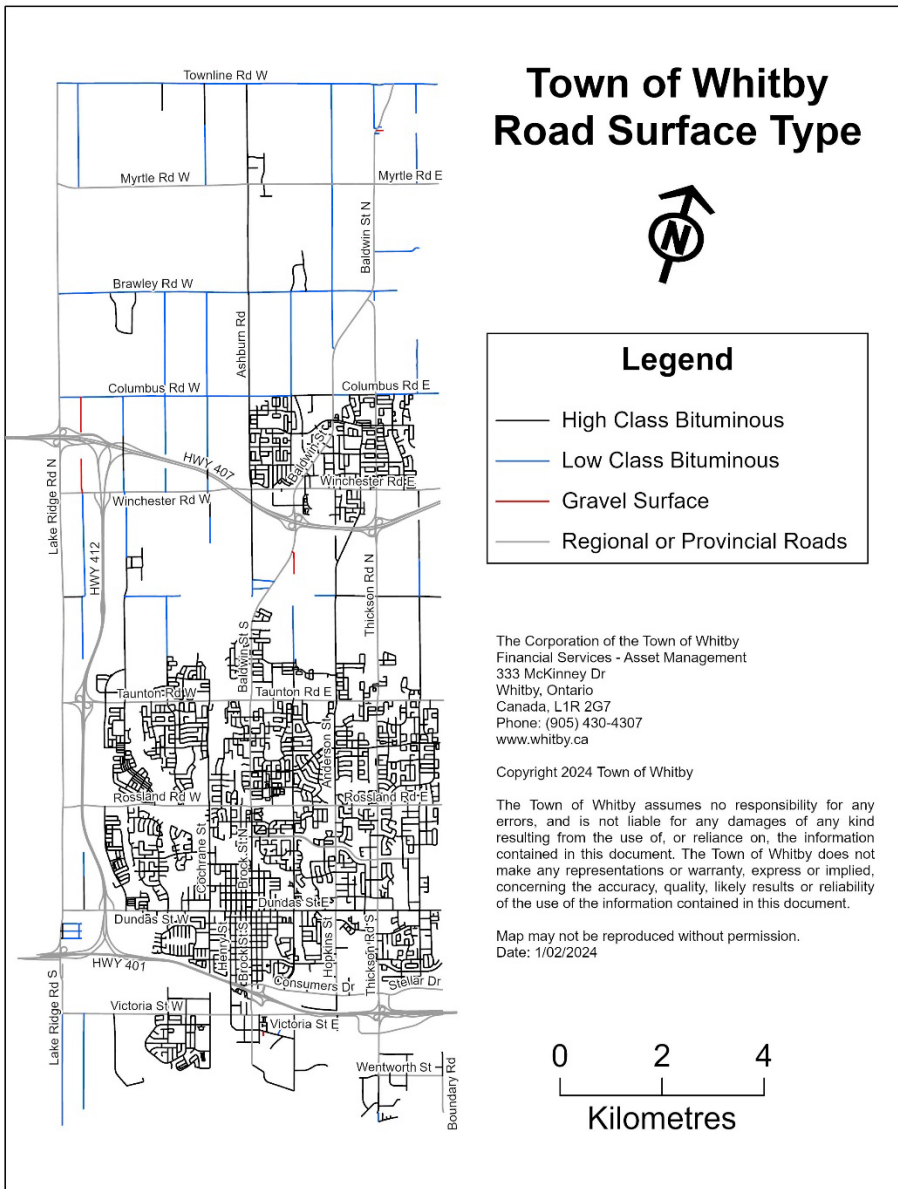 Town of Whitby
Road Surface Type
N
Legend
High Class Bituminous
Low Class Bituminous
Gravel Surface
Regional or Provincial Roads
The Corporation of the Town of Whitby
Financial Services - Asset Management
333 McKinney Dr
Whitby, Ontario
Canada, L1R 2G7
Phone: (905) 430-4307
www.whitby.ca
Copyright 2024 Town of Whitby
The Town of Whitby assumes no responsibility for any
errors, and is not liable for any damages of any kind
resulting from the use of, or reliance on, the information
contained in this document. The Town of Whitby does not
make any representations or warranty, express or implied,
concerning the accuracy, quality, likely results or reliability
of the use of the information contained in this document.
Map may not be reproduced without permission.
Date: 1/02/2024
0 2 4
Kilometres
Townline Rd W
Myrtle Rd W
Myrtle Rd E
Baldwin St N
Brawley Rd W
Ashburn Rd
Columbus Rd W
Columbus Rd E
Baldwin St
HWY 407
Winchester Rd E
Lake Ridge Rd N
Winchester Rd W
HWY 412
Thickson Rd N
Baldwin St S
Taunton Rd W
Taunton Rd E
Anderson St
Rossland Rd W
Rossland Rd E
Cochrane St
Brock St N
Dundas St W
Dundas St E
Henry St
Brock St S
Hopkins St
Thickson Rd S
HWY 401
Consumers Dr
Stellar Dr
Lake Ridge Rd S
Victoria St W
Victoria St E
Wentworth St
Boundary Rd